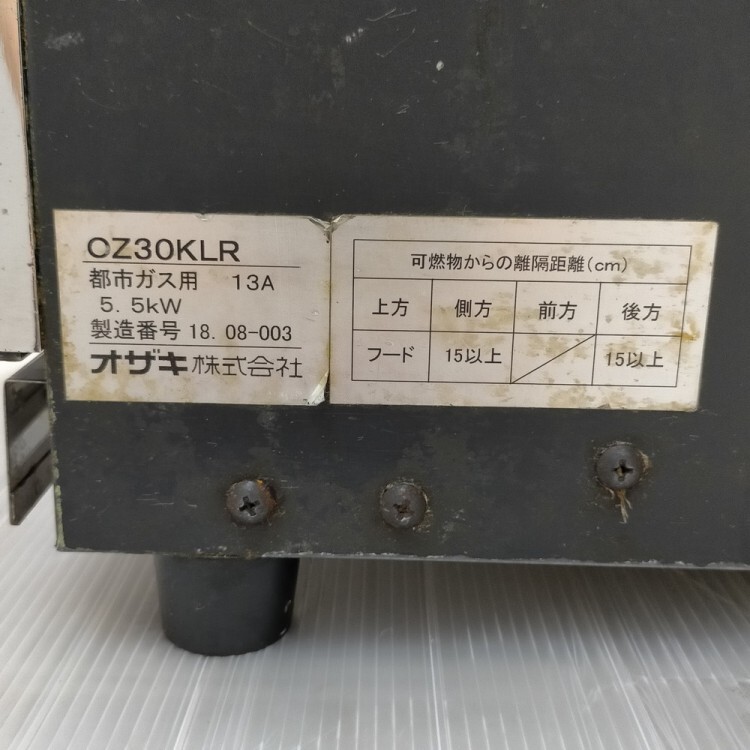 OZ30KLR
都市ガス用 13A
5.5kW
製造番号 18.08-003
オザキ株式会社
可燃物からの離隔距離(cm)
上方 側方 前方 後方
フード 15以上 15以上